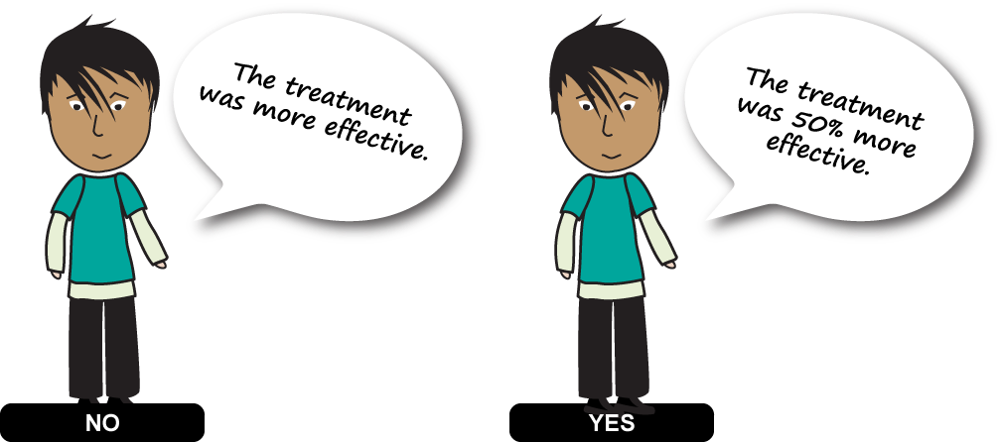 The treatment
was more effective.
NO
The treatment
was 50% more
effective.
YES